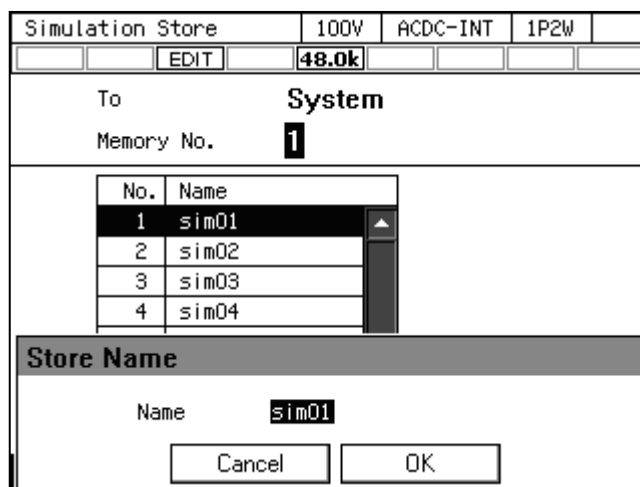 Simulation Store 100V ACDC-INT 1P2W
EDIT 48.0k
To System
Memory No. 1
No. Name
1 sim01
2 sim02
3 sim03
4 sim04
Store Name
Name sim01
Cancel OK